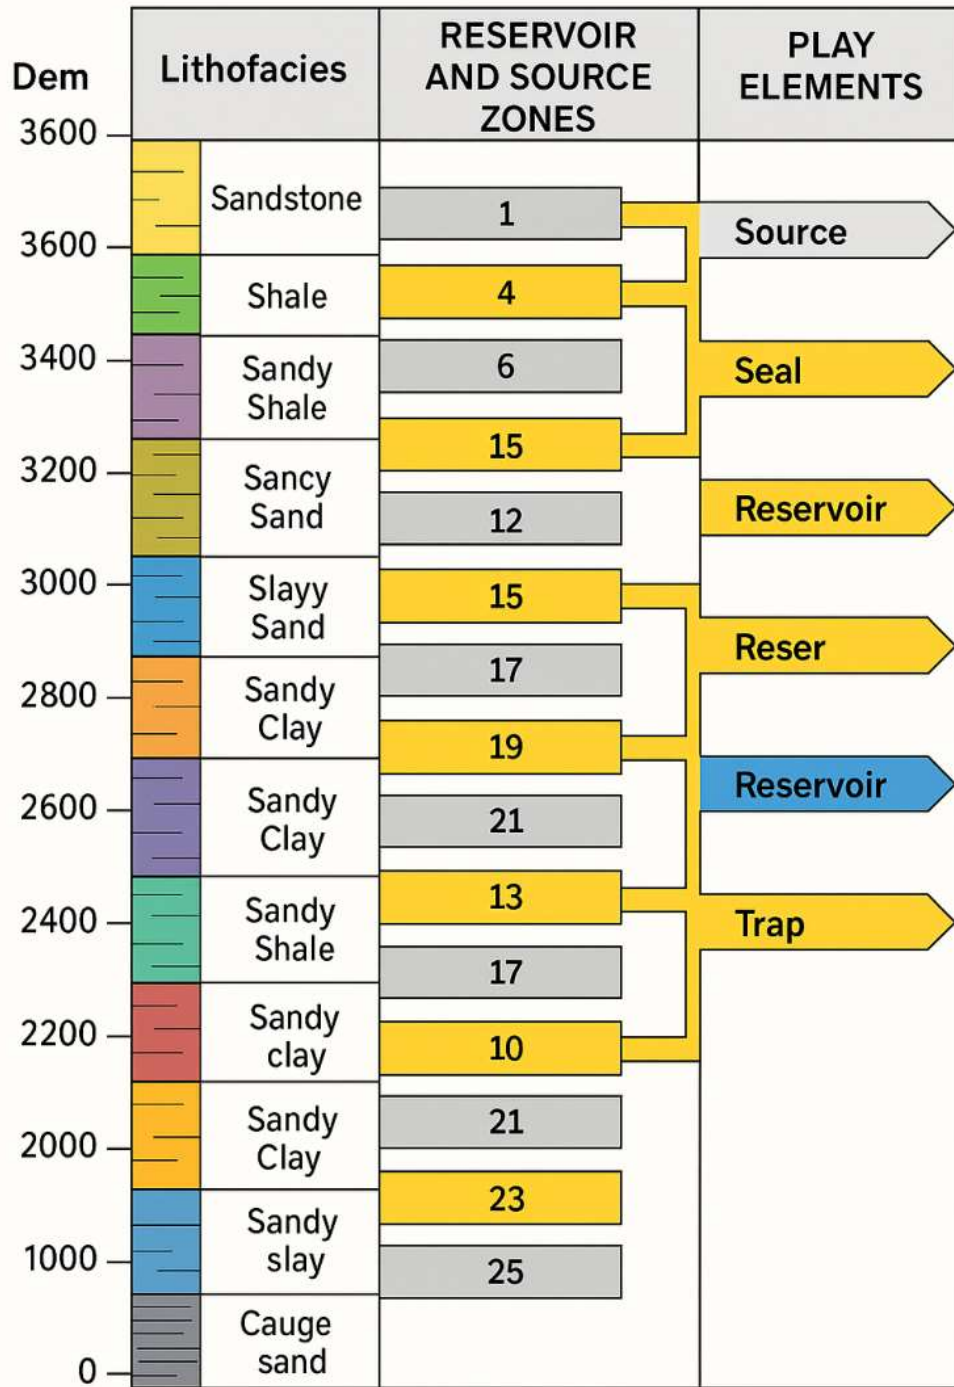 Dem
Lithofacies
RESERVOIR
AND SOURCE
ZONES
PLAY
ELEMENTS
3600
Sandstone
1
Source
3600
Shale
4
3400
Sandy
Shale
6
Seal
3200
15
Sancy
Sand
12
Reservoir
3000
Slayy
Sand
15
Reser
2800
Sandy
Clay
17
19
Reservoir
2600
Sandy
Clay
21
13
2400
Sandy
Shale
17
Trap
2200
Sandy
clay
10
2000
Sandy
Clay
21
23
1000
Sandy
slay
25
Cauge
sand
0